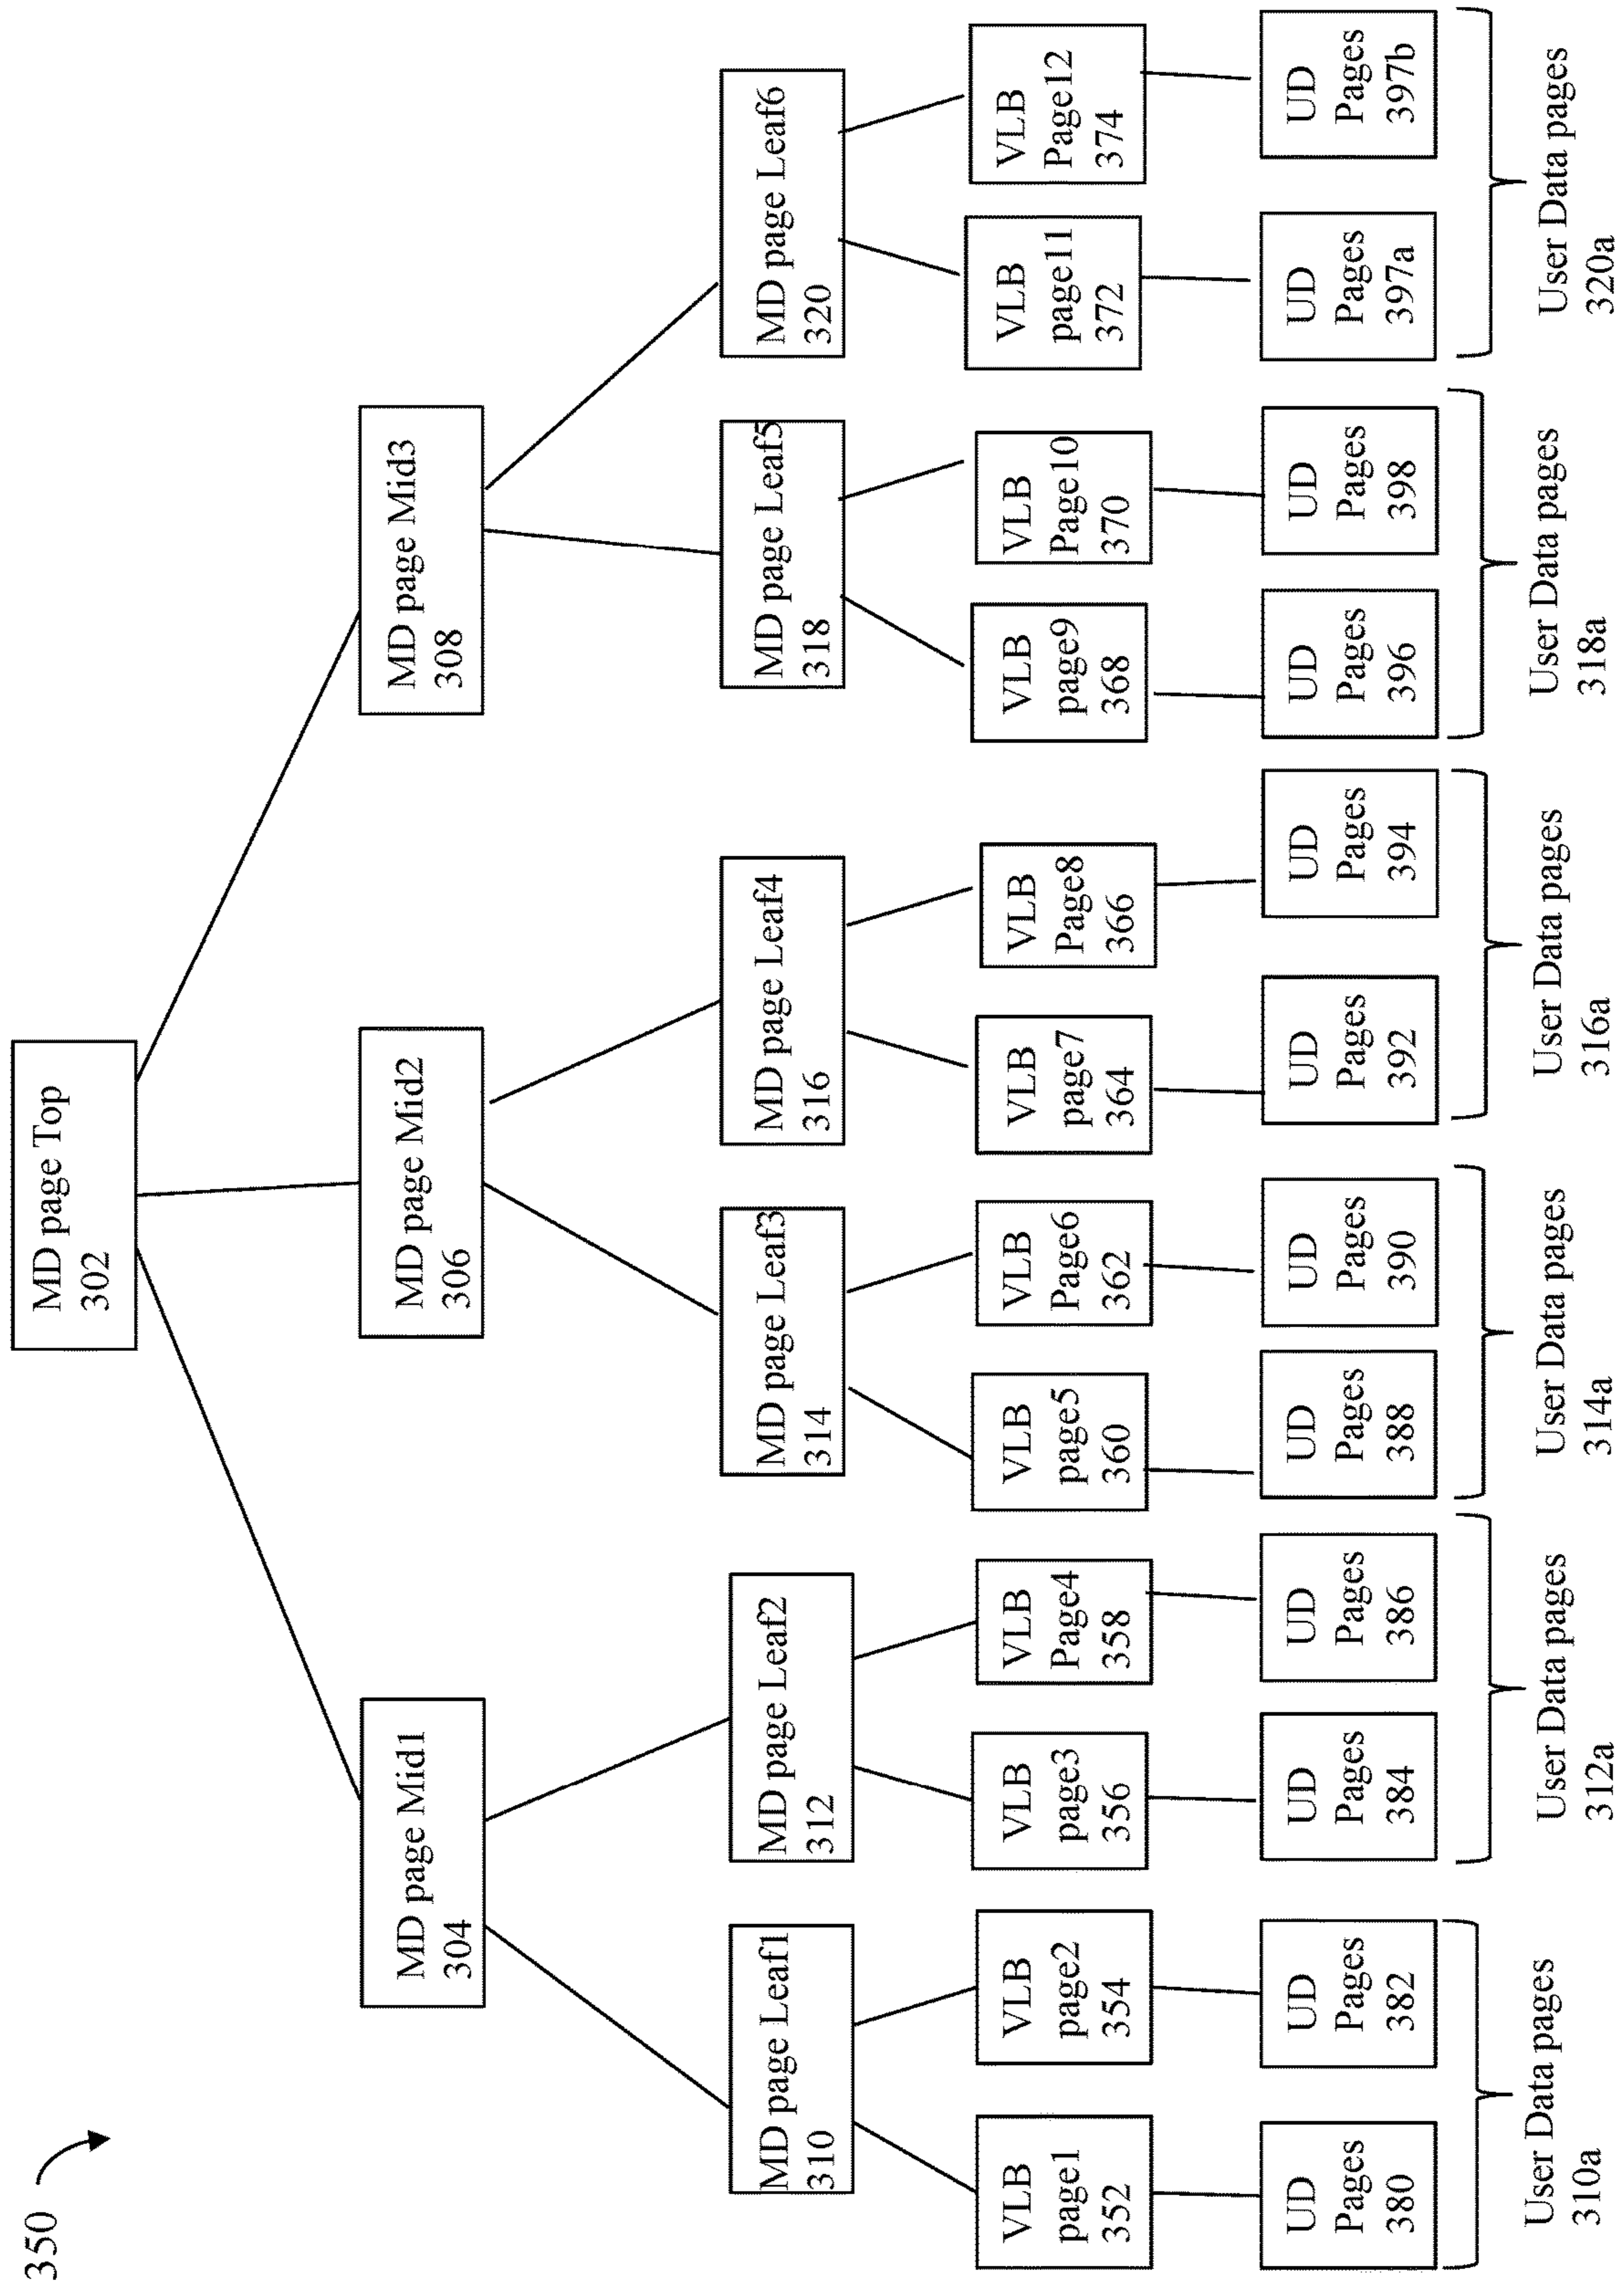 350
MD page Top
302
MD page Mid1
304
MD page Mid2
306
MD page Mid3
308
MD page Leaf1
310
MD page Leaf2
312
MD page Leaf3
314
MD page Leaf4
316
MD page Leaf5
318
MD page Leaf6
320
VLB
page1
352
VLB
page2
354
VLB
page3
356
VLB
Page4
358
VLB
page5
360
VLB
Page6
362
VLB
page7
364
VLB
Page8
366
VLB
page9
368
VLB
Page10
370
VLB
page11
372
VLB
Page12
374
UD
Pages
380
UD
Pages
382
UD
Pages
384
UD
Pages
386
UD
Pages
388
UD
Pages
390
UD
Pages
392
UD
Pages
394
UD
Pages
396
UD
Pages
398
UD
Pages
397a
UD
Pages
397b
User Data pages
310a
User Data pages
312a
User Data pages
314a
User Data pages
316a
User Data pages
318a
User Data pages
320a